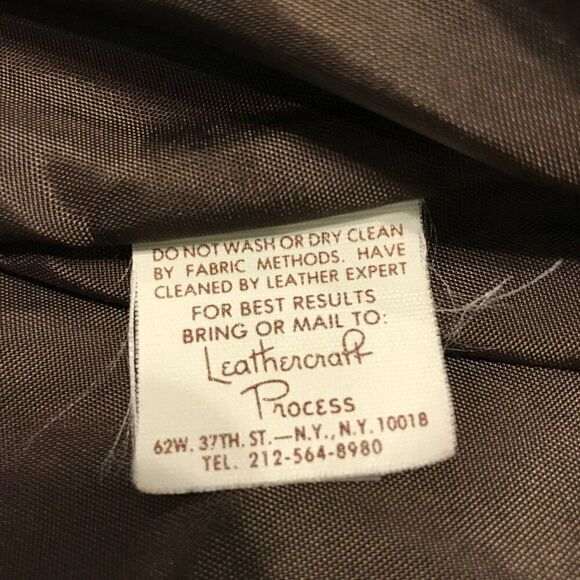 DO NOT WASH OR DRY CLEAN
BY FABRIC METHODS. HAVE
CLEANED BY LEATHER EXPERT
FOR BEST RESULTS
BRING OR MAIL TO:
Leathercraft
Process
62W. 37TH. ST.—N.Y., N.Y. 10018
TEL. 212-564-8980